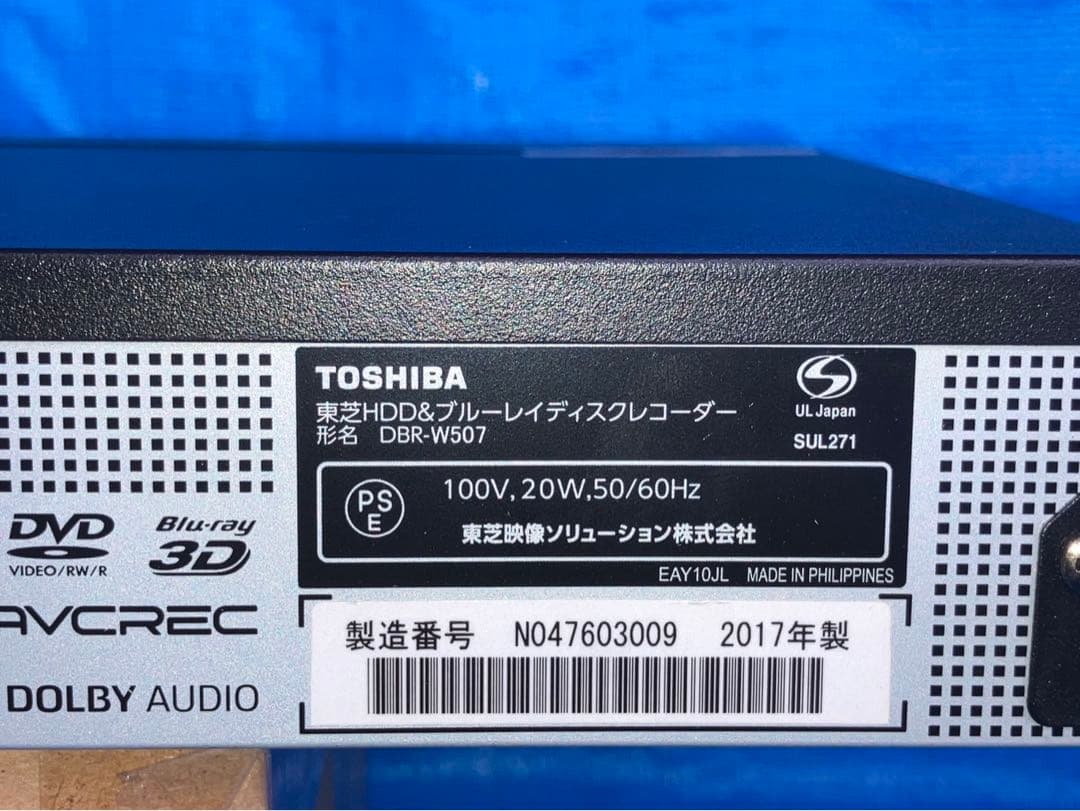 TOSHIBA
東芝HDD&ブルーレイディスクレコーダー
形名 DBR-W507
UL Japan
SUL271
PS
E
100V,20W,50/60Hz
東芝映像ソリューション株式会社
EAY10JL MADE IN PHILIPPINES
DVD
VIDEO/RW/R
Blu-ray
3D
AVCREC
DOLBY AUDIO
製造番号 N047603009 2017年製